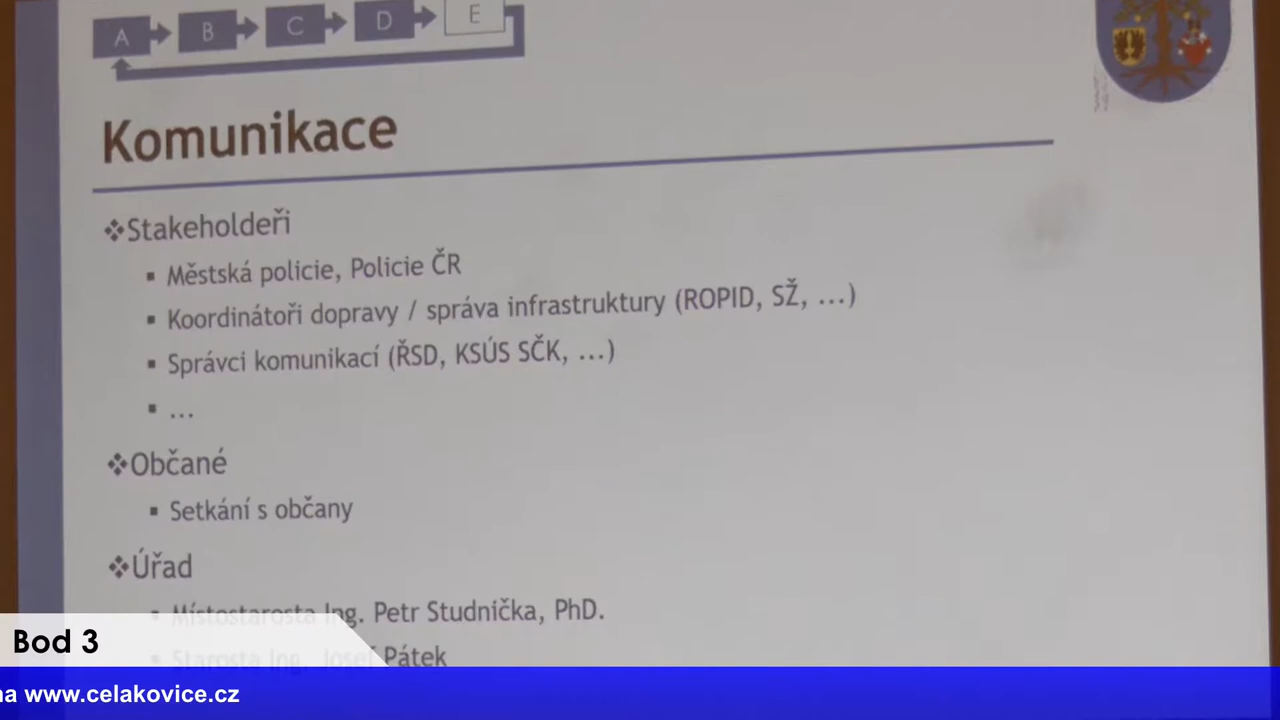 A B C D E
Komunikace
❖Stakeholdeři
▪ Městská policie, Policie ČR
▪ Koordinátoři dopravy / správa infrastruktury (ROPID, SŽ, ...)
▪ Správci komunikací (ŘSD, KSÚS SČK, ...)
▪ ...
❖Občané
▪ Setkání s občany
❖Úřad
▪ Místostarosta Ing. Petr Studnička, PhD.
▪ Starosta Ing. Josef Pátek
Bod 3
na www.celakovice.cz